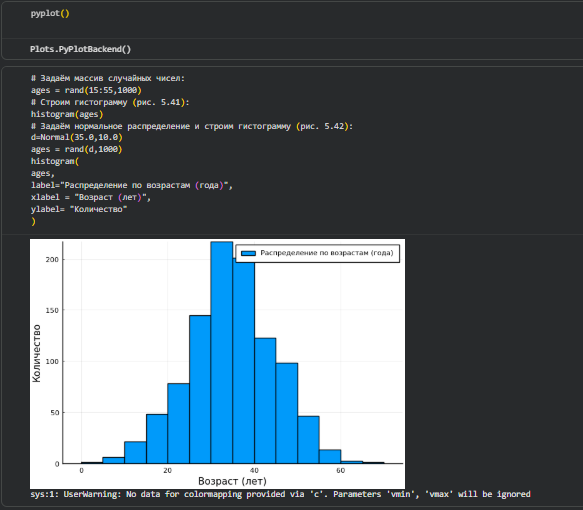 pyplot()
Plots.PyPlotBackend()
# Задаём массив случайных чисел:
ages = rand(15:55,1000)
# Строим гистограмму (рис. 5.41):
histogram(ages)
# Задаём нормальное распределение и строим гистограмму (рис. 5.42):
d=Normal(35.0,10.0)
ages = rand(d,1000)
histogram(
ages,
label="Распределение по возрастам (года)",
xlabel = "Возраст (лет)",
ylabel= "Количество"
)
Распределение по возрастам (года)
200
150
100
50
0
Количество
0 20 40 60
Возраст (лет)
sys:1: UserWarning: No data for colormapping provided via 'c'. Parameters 'vmin', 'vmax' will be ignored